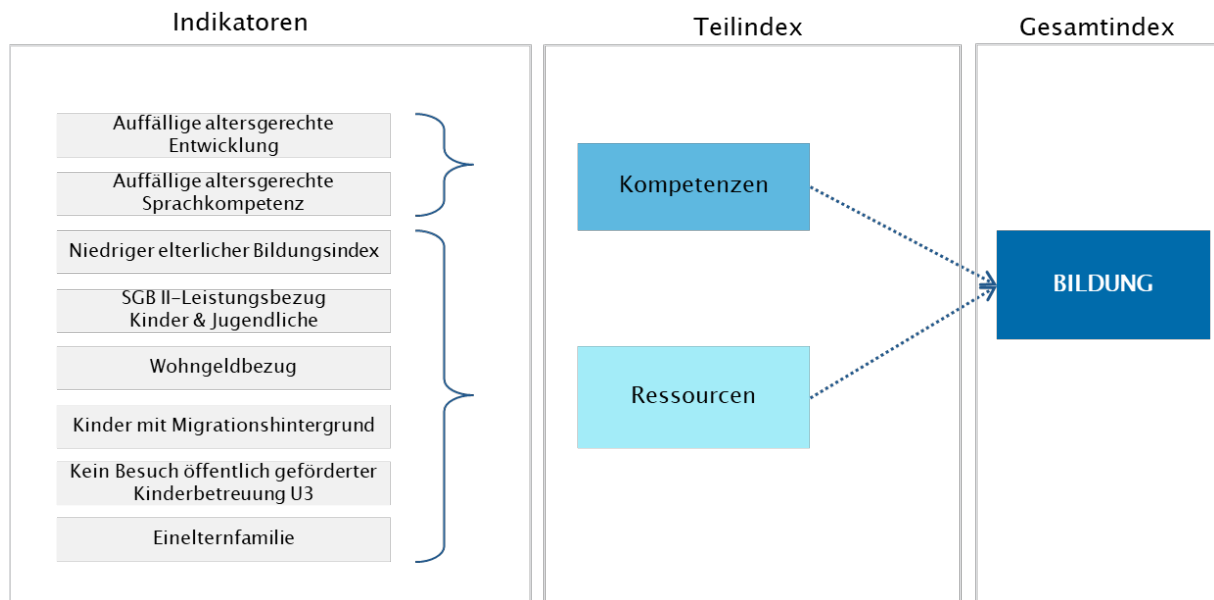 Indikatoren
Teilindex
Gesamtindex
Auffällige altersgerechte
Entwicklung
Auffällige altersgerechte
Sprachkompetenz
Niedriger elterlicher Bildungsindex
SGB II-Leistungsbezug
Kinder & Jugendliche
Wohngeldbezug
Kinder mit Migrationshintergrund
Kein Besuch öffentlich geförderter
Kinderbetreuung U3
Einelternfamilie
Kompetenzen
Ressourcen
BILDUNG